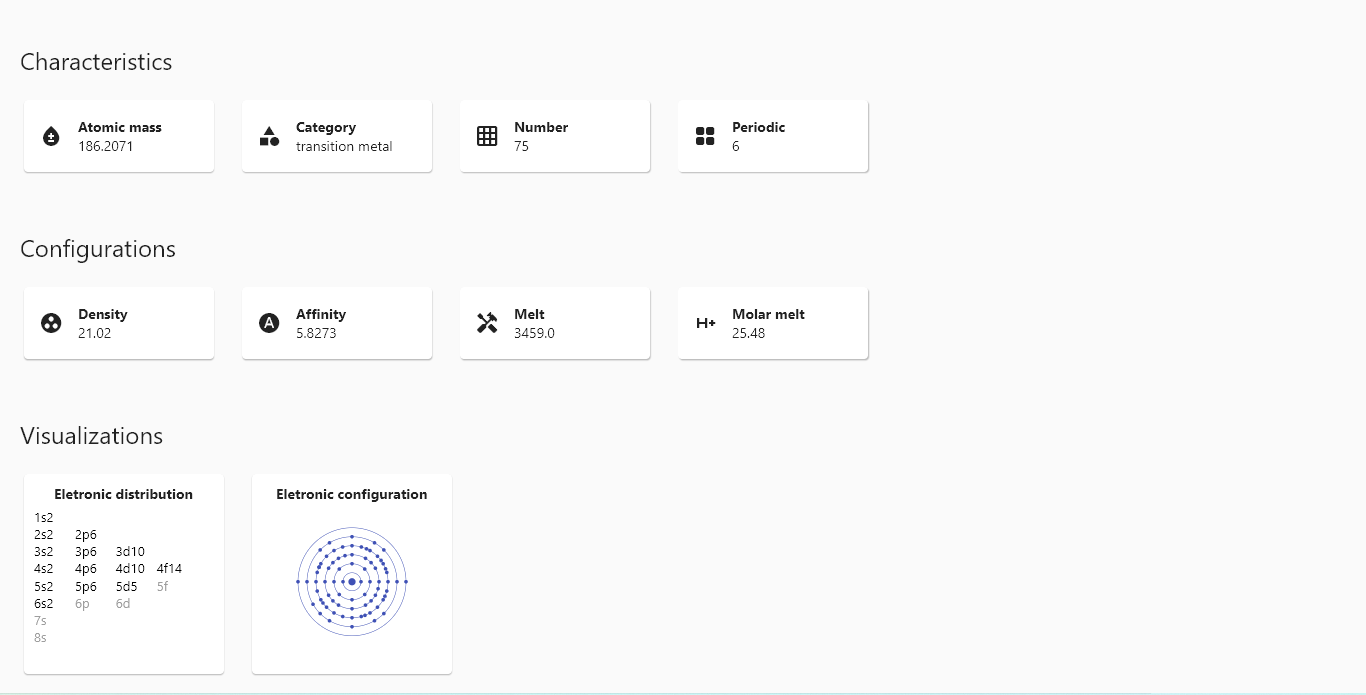 Characteristics
Atomic mass
186.2071
Category
transition metal
Number
75
Periodic
6
Configurations
Density
21.02
Affinity
5.8273
Melt
3459.0
H+
Molar melt
25.48
Visualizations
Eletronic distribution
1s2
2s2 2p6
3s2 3p6 3d10
4s2 4p6 4d10 4f14
5s2 5p6 5d5 5f
6s2 6p 6d
7s
8s
Eletronic configuration